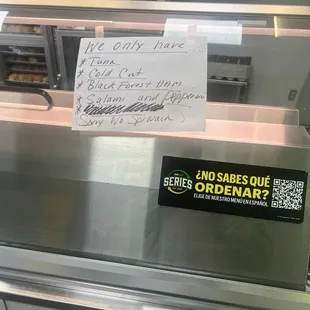 We only have
* Tuna
* Cold Cut
* Black Forest Ham
* Salami and Pepperoni
*
Sorry No Spinach
SERIES
¿NO SABES QUÉ
ORDENAR?
ELIGE DE NUESTRO MENÚ EN ESPAÑOL.